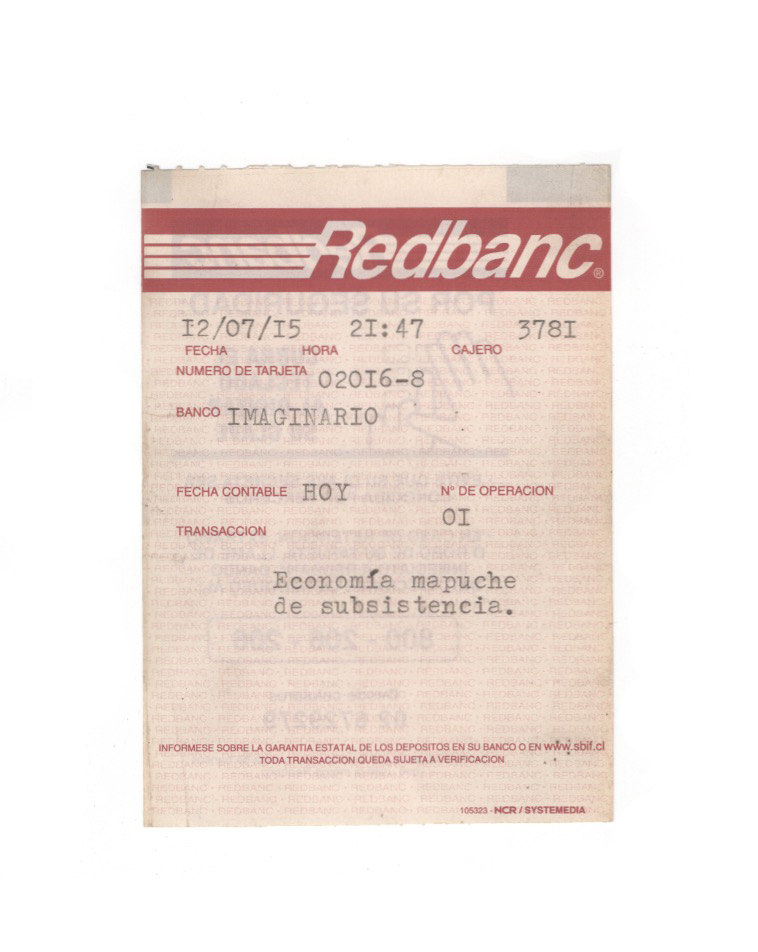 Redbanc®
I2/07/I5 2I:47 378I
FECHA HORA CAJERO
NUMERO DE TARJETA 020I6-8
BANCO IMAGINARIO
FECHA CONTABLE HOY N° DE OPERACION
OI
TRANSACCION
Economía mapuche
de subsistencia.
INFORMESE SOBRE LA GARANTIA ESTATAL DE LOS DEPOSITOS EN SU BANCO O EN www.sbif.cl
TODA TRANSACCION QUEDA SUJETA A VERIFICACION
105323 - NCR / SYSTEMEDIA